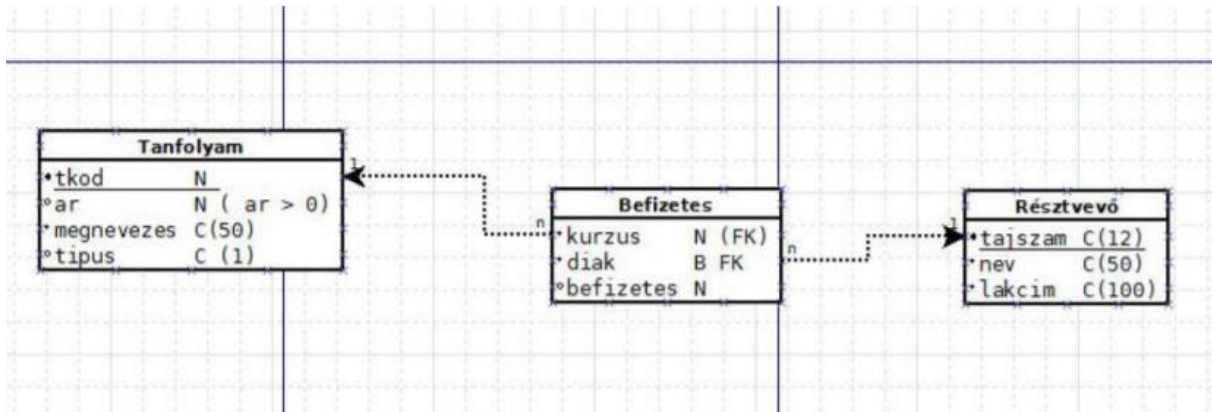 Tanfolyam
tkod N
ar N ( ar > 0)
megnevezes C(50)
tipus C (1)
1
n
Befizetes
kurzus N (FK)
diak B FK
befizetes N
n
1
Résztvevő
tajszam C(12)
nev C(50)
lakcim C(100)